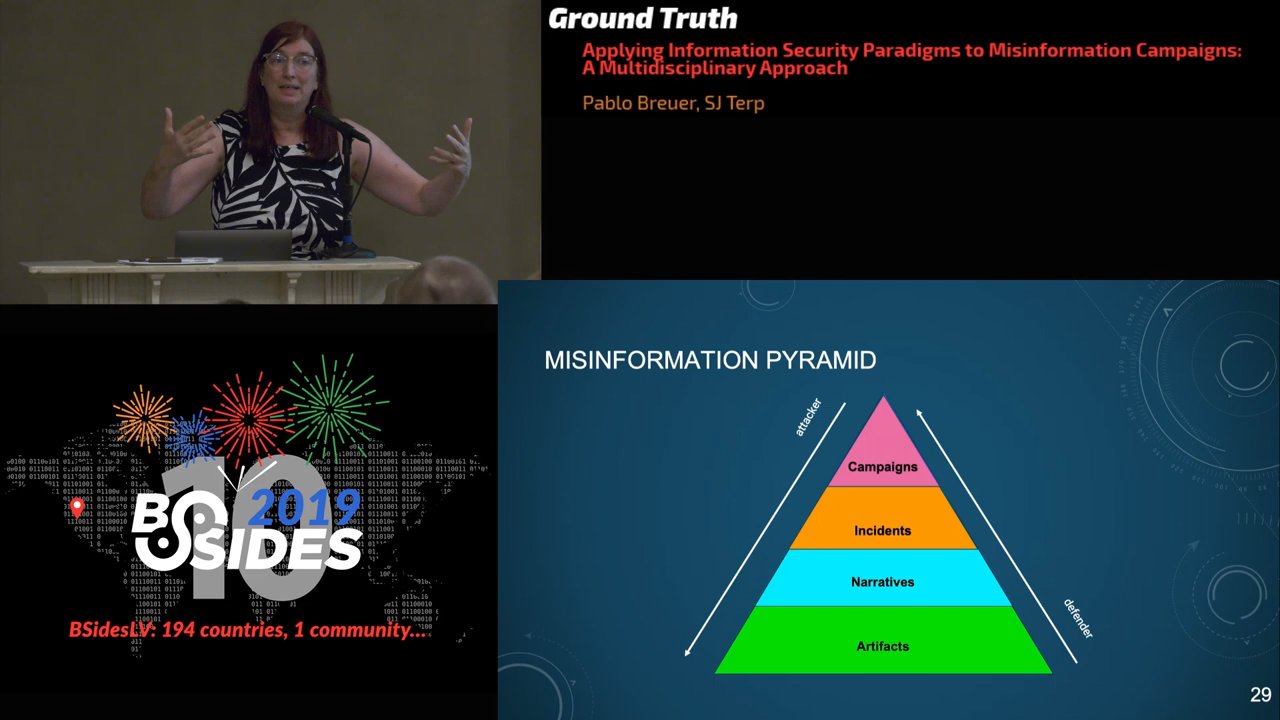 Ground Truth
Applying Information Security Paradigms to Misinformation Campaigns:
A Multidisciplinary Approach
Pablo Breuer, SJ Terp
MISINFORMATION PYRAMID
attacker
Campaigns
Incidents
Narratives
Artifacts
defender
29
10
2019
BSIDES
BSidesLV: 194 countries, 1 community...